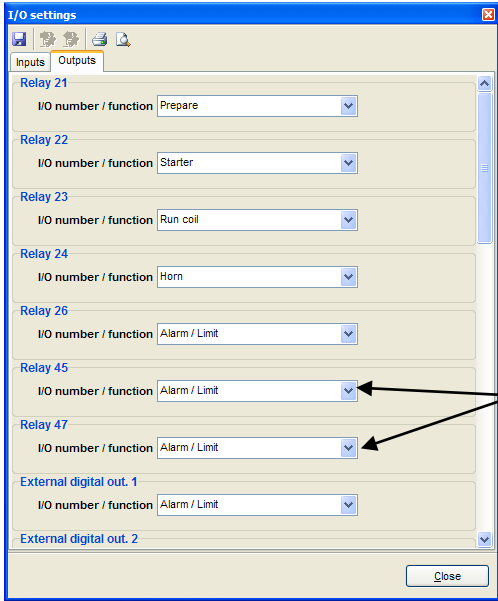 I/O settings
Inputs Outputs
Relay 21
I/O number / function Prepare
Relay 22
I/O number / function Starter
Relay 23
I/O number / function Run coil
Relay 24
I/O number / function Horn
Relay 26
I/O number / function Alarm / Limit
Relay 45
I/O number / function Alarm / Limit
Relay 47
I/O number / function Alarm / Limit
External digital out. 1
I/O number / function Alarm / Limit
External digital out. 2
Close